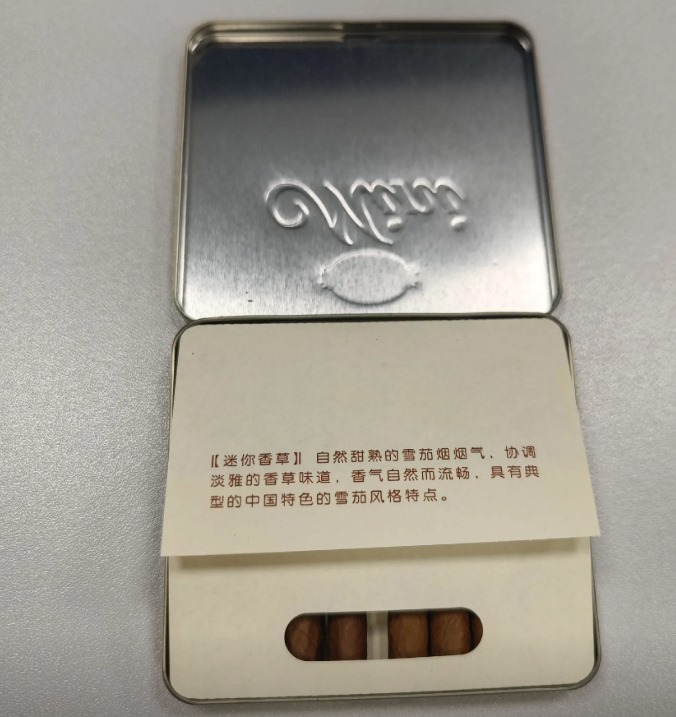 Mini
【迷你香草】 自然甜熟的雪茄烟烟气，协调
淡雅的香草味道，香气自然而流畅，具有典
型的中国特色的雪茄风格特点。